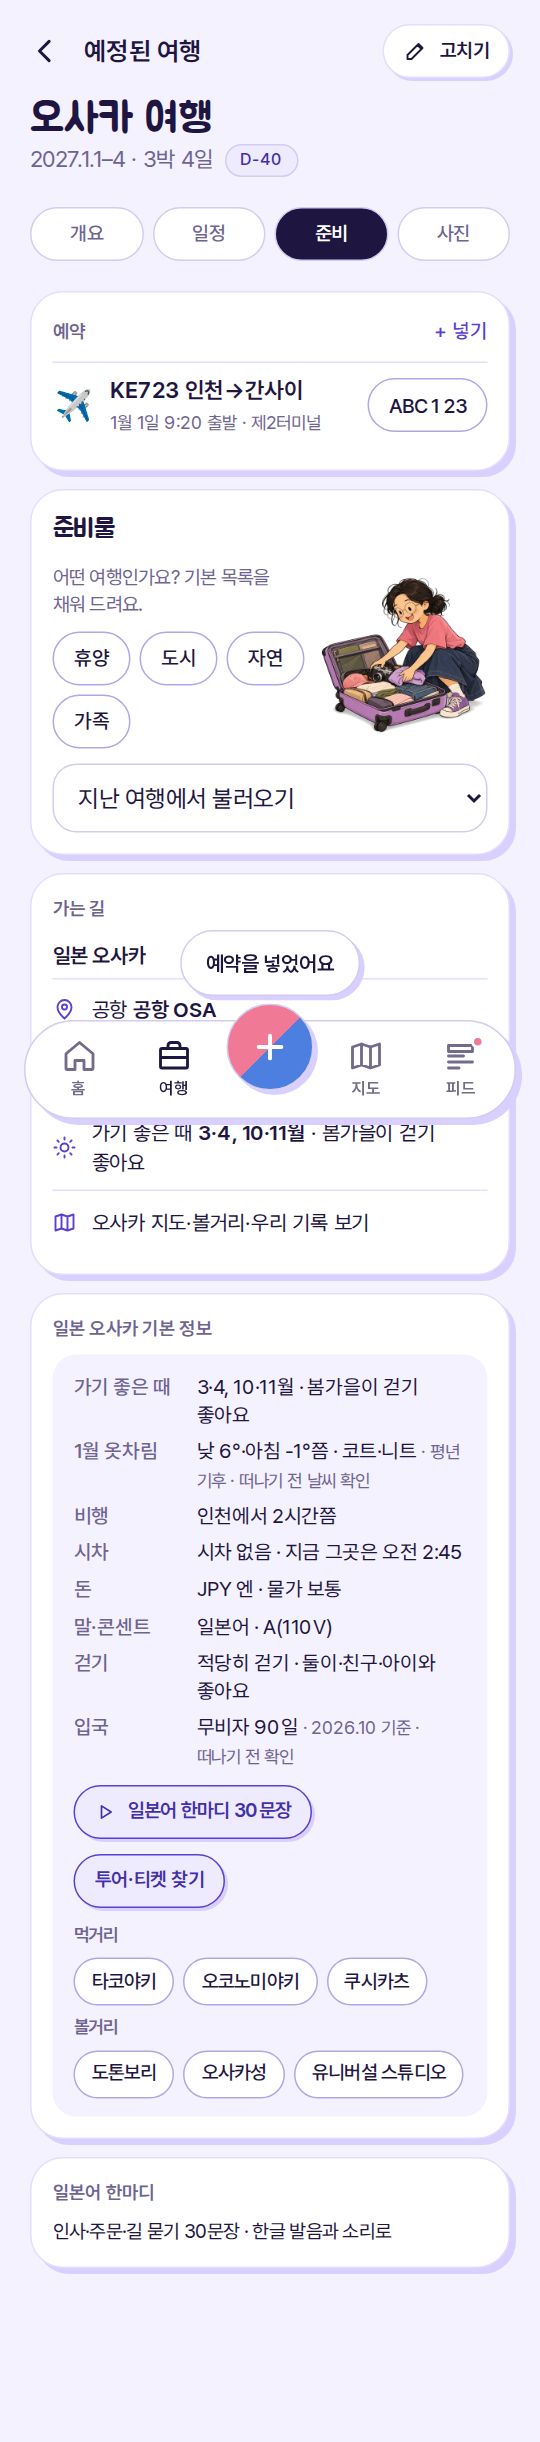 예정된 여행
고치기
오사카 여행
2027.1.1–4 · 3박 4일 D-40
개요 일정 준비 사진
예약 + 넣기
KE723 인천→간사이
1월 1일 9:20 출발 · 제2터미널
ABC123
준비물
어떤 여행인가요? 기본 목록을
채워 드려요.
휴양 도시 자연
가족
지난 여행에서 불러오기
가는 길
일본 오사카
예약을 넣었어요
공항 공항 OSA
홈 여행 지도 피드
가기 좋은 때 3·4, 10·11월 · 봄가을이 걷기
좋아요
오사카 지도·볼거리·우리 기록 보기
일본 오사카 기본 정보
가기 좋은 때 3·4, 10·11월 · 봄가을이 걷기
좋아요
1월 옷차림 낮 6°·아침 -1°쯤 · 코트·니트 · 평년
기후 · 떠나기 전 날씨 확인
비행 인천에서 2시간쯤
시차 시차 없음 · 지금 그곳은 오전 2:45
돈 JPY 엔 · 물가 보통
말·콘센트 일본어 · A(110V)
걷기 적당히 걷기 · 둘이·친구·아이와
좋아요
입국 무비자 90일 · 2026.10 기준 ·
떠나기 전 확인
일본어 한마디 30문장
투어·티켓 찾기
먹거리
타코야키 오코노미야키 쿠시카츠
볼거리
도톤보리 오사카성 유니버설 스튜디오
일본어 한마디
인사·주문·길 묻기 30문장 · 한글 발음과 소리로